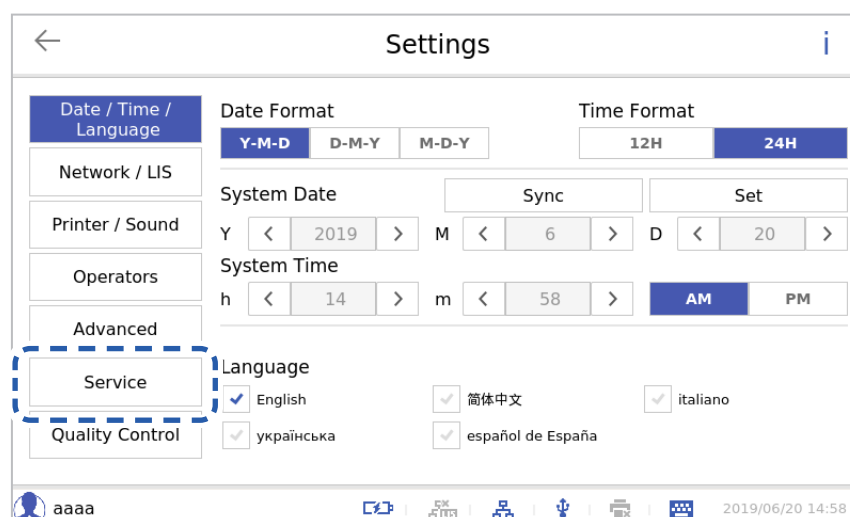 Settings
i
Date / Time /
Language
Network / LIS
Printer / Sound
Operators
Advanced
Service
Quality Control
Date Format
Y-M-D D-M-Y M-D-Y
Time Format
12H 24H
System Date
Sync Set
Y 2019 M 6 D 20
System Time
h 14 m 58 AM PM
Language
English 简体中文 italiano
українська español de España
aaaa
2019/06/20 14:58